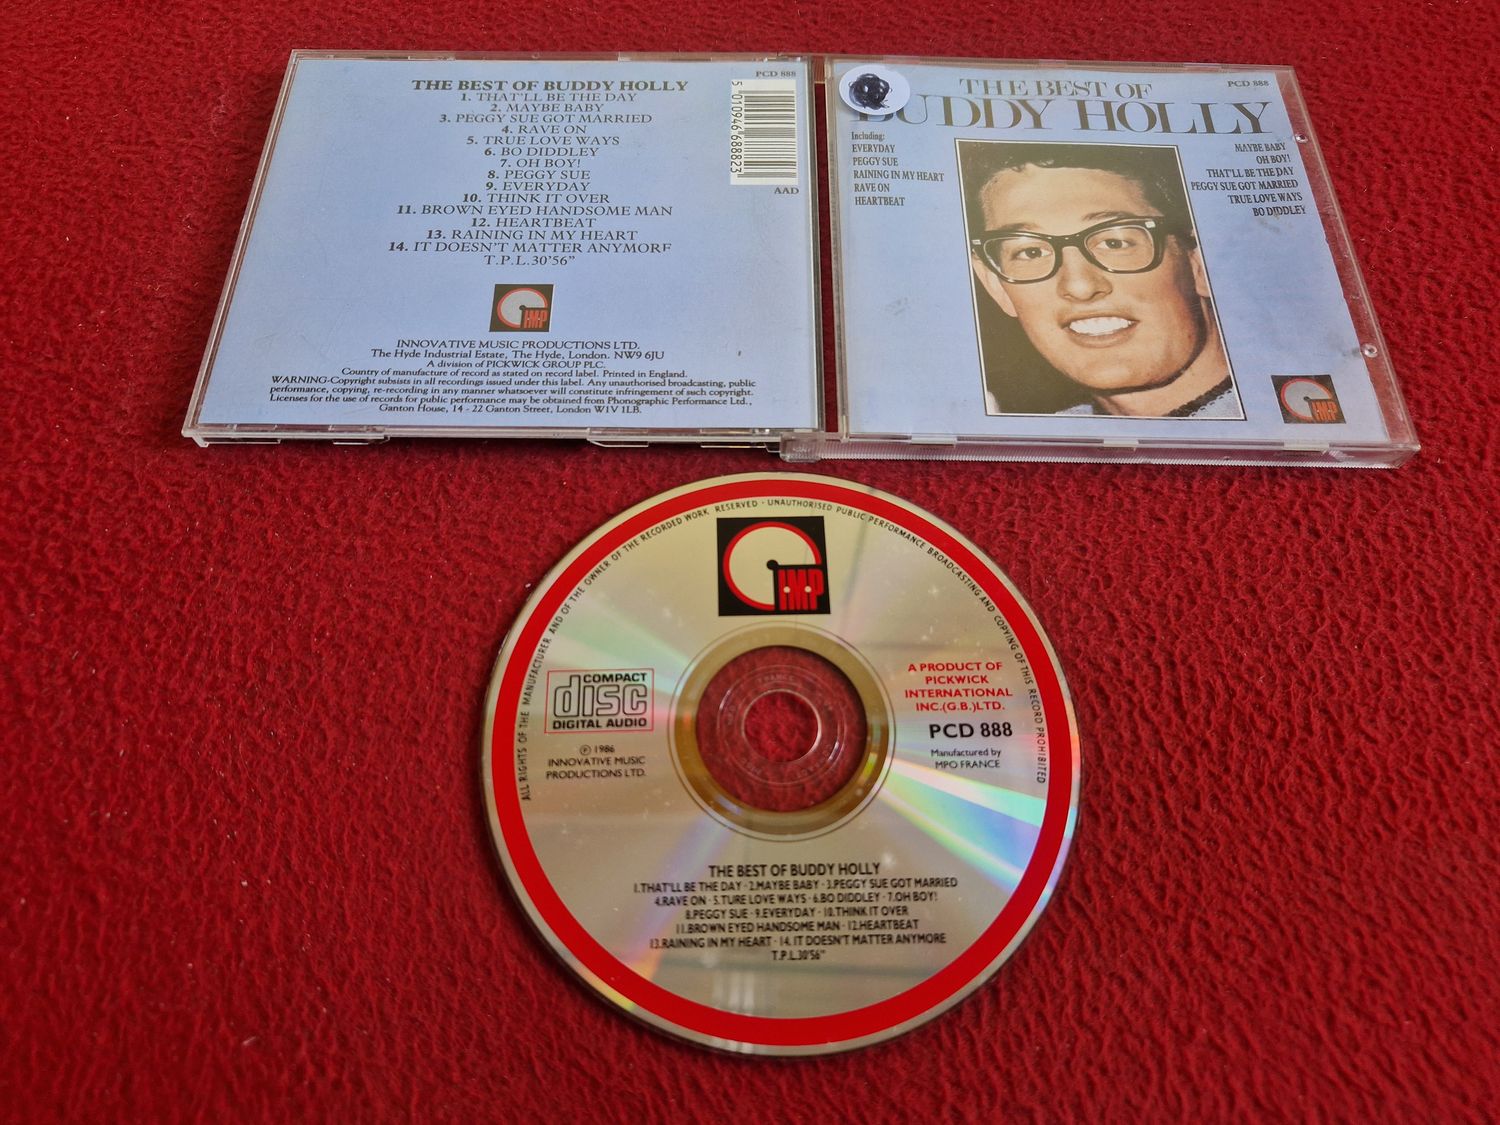 PCD 888
THE BEST OF BUDDY HOLLY
1. THAT'LL BE THE DAY
2. MAYBE BABY
3. PEGGY SUE GOT MARRIED
4. RAVE ON
5. TRUE LOVE WAYS
6. BO DIDDLEY
7. OH BOY!
8. PEGGY SUE
9. EVERYDAY
10. THINK IT OVER
11. BROWN EYED HANDSOME MAN
12. HEARTBEAT
13. RAINING IN MY HEART
14. IT DOESN'T MATTER ANYMORE
T.P.L.30'56"
5 010946 688823
AAD
IMP
INNOVATIVE MUSIC PRODUCTIONS LTD.
The Hyde Industrial Estate, The Hyde, London. NW9 6JU
A division of PICKWICK GROUP PLC.
Country of manufacture of record as stated on record label. Printed in England.
WARNING-Copyright subsists in all recordings issued under this label. Any unauthorised broadcasting, public
performance, copying, re-recording in any manner whatsoever will constitute infringement of such copyright.
Licenses for the use of records for public performance may be obtained from Phonographic Performance Ltd.,
Ganton House, 14 - 22 Ganton Street, London W1V 1LB.
THE BEST OF
PCD 888
BUDDY HOLLY
Including:
EVERYDAY
PEGGY SUE
RAINING IN MY HEART
RAVE ON
HEARTBEAT
MAYBE BABY
OH BOY!
THAT'LL BE THE DAY
PEGGY SUE GOT MARRIED
TRUE LOVE WAYS
BO DIDDLEY
IMP
ALL RIGHTS OF THE MANUFACTURER AND OF THE OWNER OF THE RECORDED WORK RESERVED · UNAUTHORISED PUBLIC PERFORMANCE BROADCASTING AND COPYING OF THIS RECORD PROHIBITED
IMP
COMPACT
disc
DIGITAL AUDIO
℗ 1986
INNOVATIVE MUSIC
PRODUCTIONS LTD.
A PRODUCT OF
PICKWICK
INTERNATIONAL
INC.(G.B.)LTD.
PCD 888
Manufactured by
MPO FRANCE
THE BEST OF BUDDY HOLLY
1.THAT'LL BE THE DAY · 2.MAYBE BABY · 3.PEGGY SUE GOT MARRIED
4.RAVE ON · 5.TURE LOVE WAYS · 6.BO DIDDLEY · 7.OH BOY!
8.PEGGY SUE · 9.EVERYDAY · 10.THINK IT OVER
11.BROWN EYED HANDSOME MAN · 12.HEARTBEAT
13.RAINING IN MY HEART · 14. IT DOESN'T MATTER ANYMORE
T.P.L.30'56"